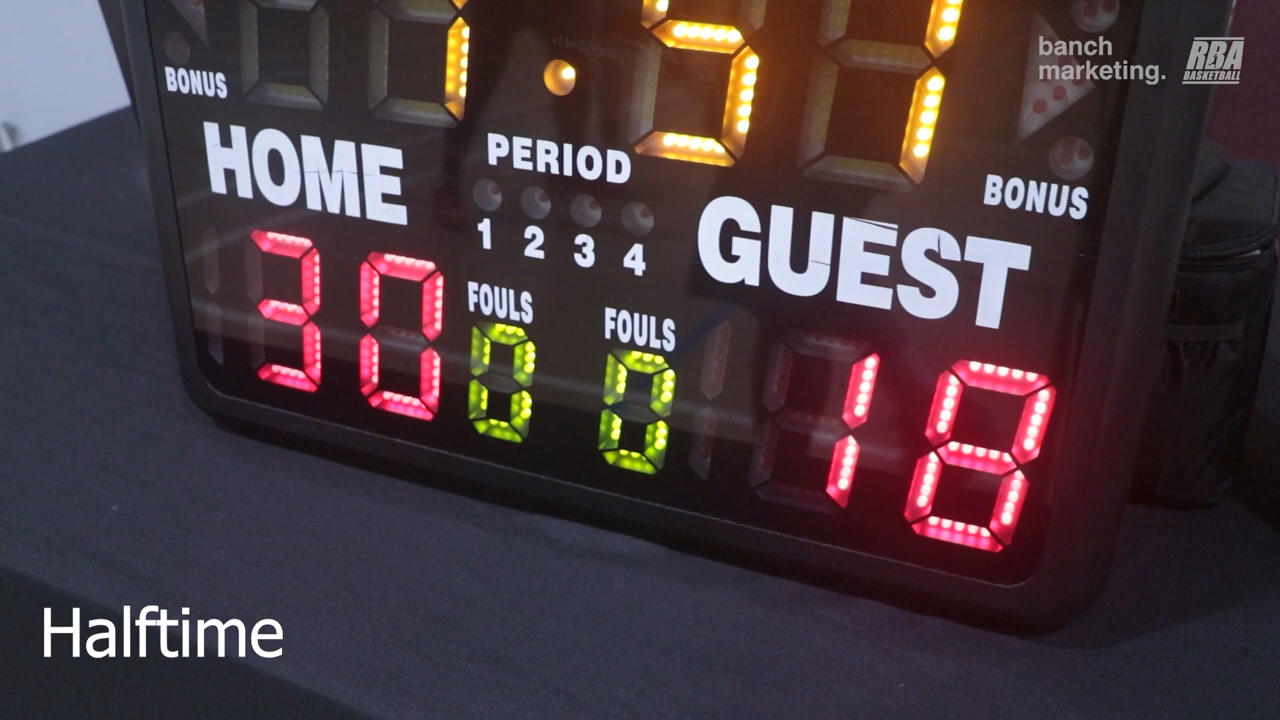 banch
marketing.
RBA
BASKETBALL
BONUS
HOME
PERIOD
1 2 3 4
BONUS
GUEST
FOULS
FOULS
30
0
0
18
Halftime